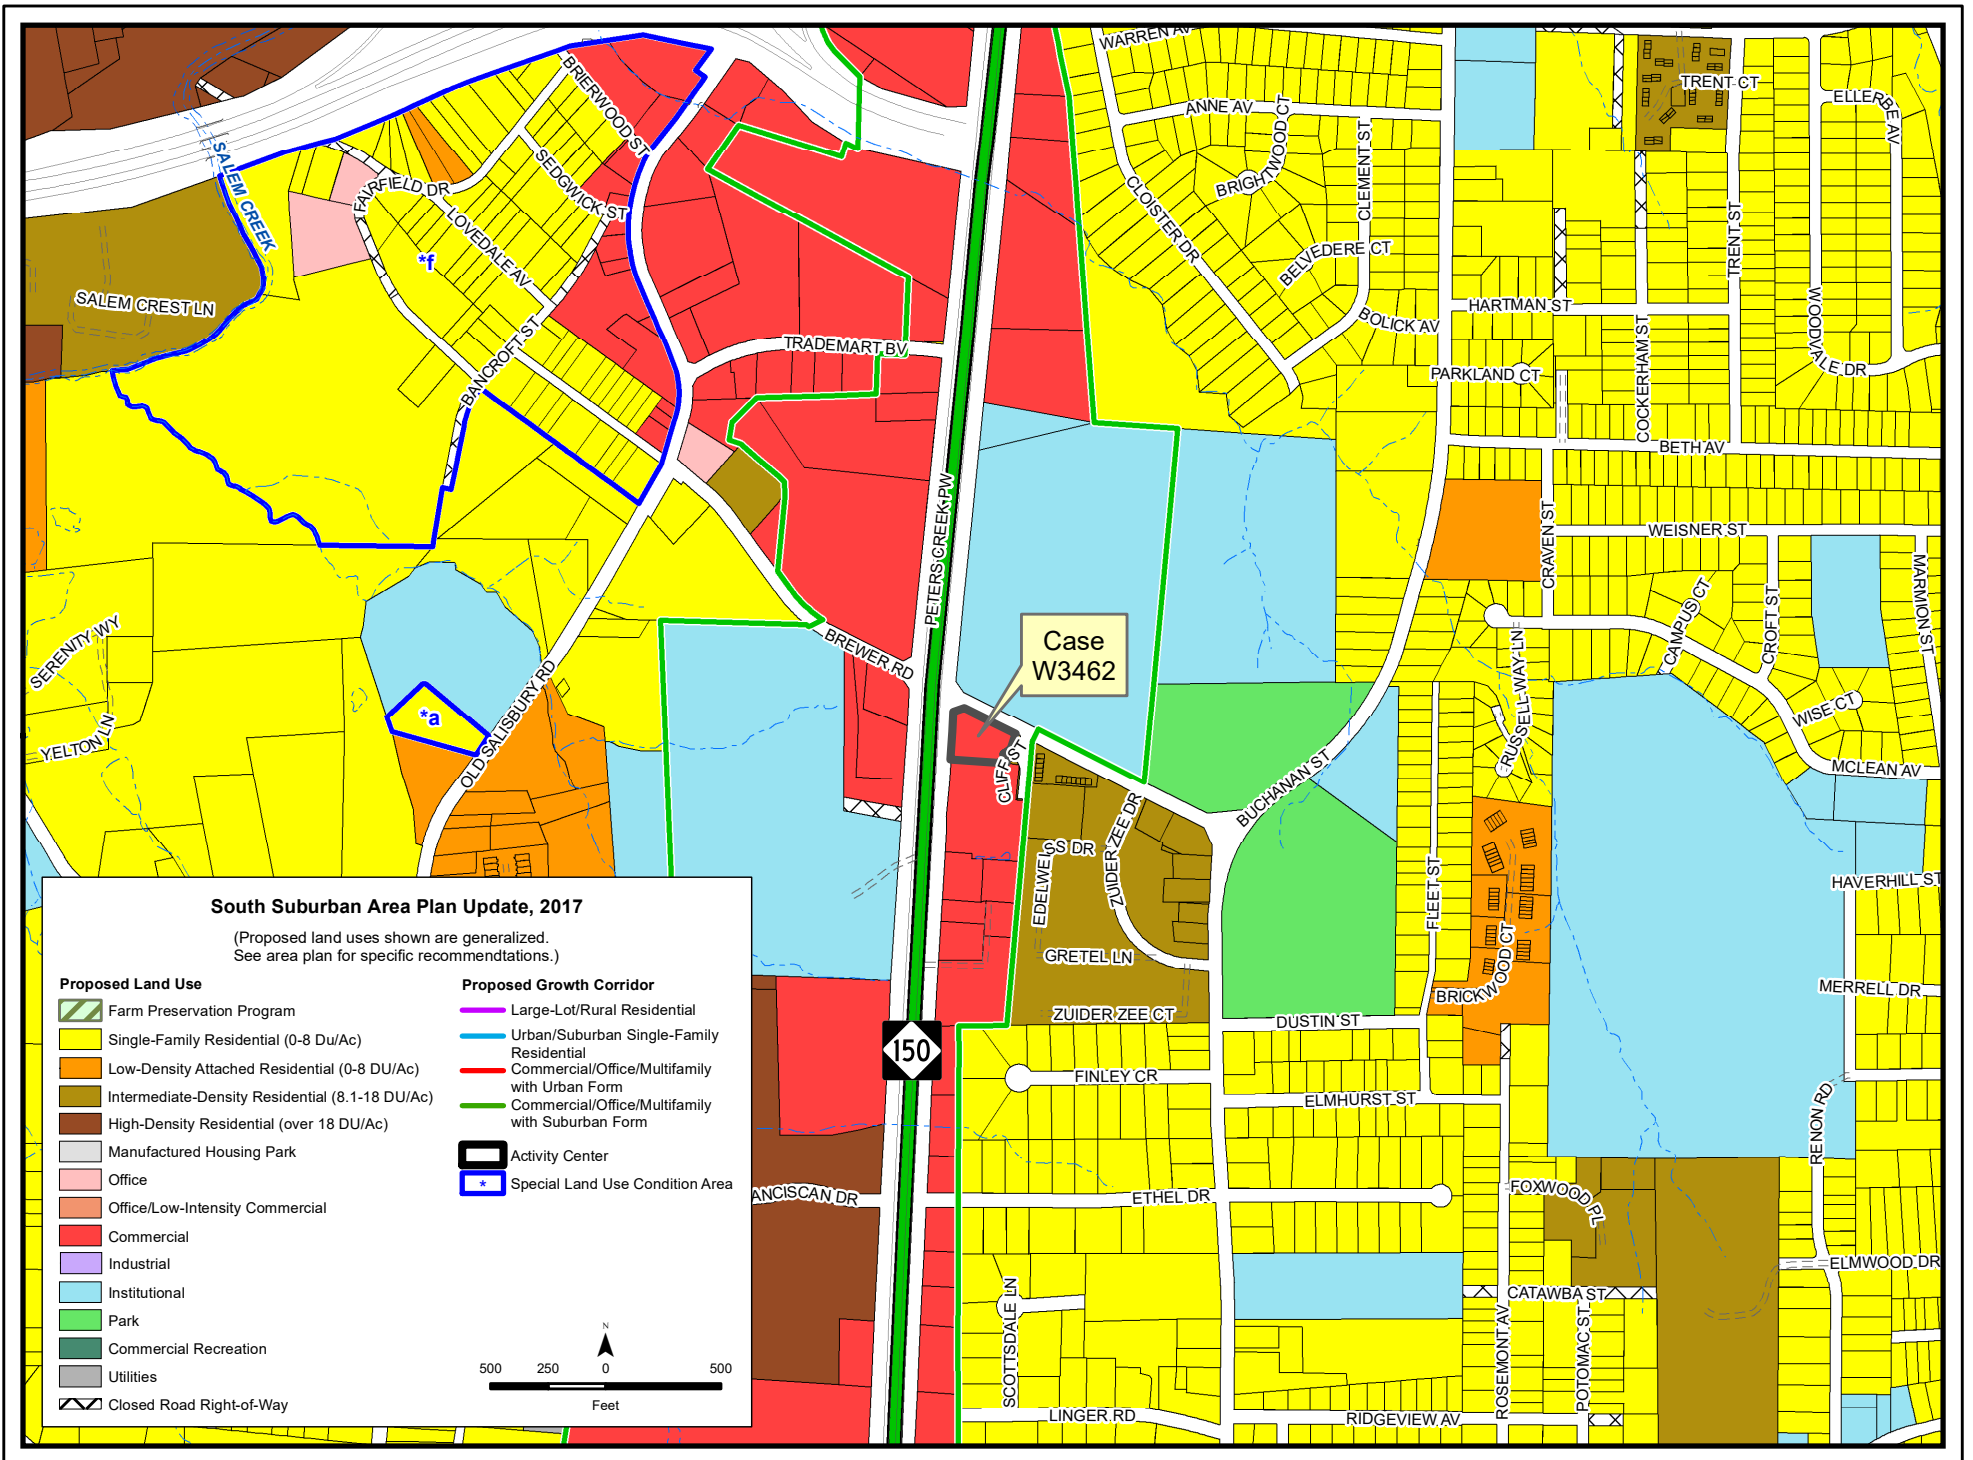 WARREN AV
TRENT CT
ELLERBE AV
ANNE AV
BRIGHTWOOD CT
CLEMENT ST
BRIERWOOD ST
SEDGWICK ST
SALEM CREEK
FAIRFIELD DR
LOVEDALE AV
*f
CLOISTER DR
BELVEDERE CT
TRENT ST
SALEM CREST LN
HARTMAN ST
BOLICK AV
WOODVALE DR
COCKERHAM ST
BANCROFT ST
TRADEMART BV
PARKLAND CT
BETH AV
PETERS CREEK PW
CRAVEN ST
WEISNER ST
MARMION ST
CAMPUS CT
CROFT ST
SERENITY WY
BREWER RD
Case
W3462
RUSSELL WAY LN
WISE CT
*a
YELTON LN
OLD SALISBURY RD
CLIFF ST
BUCHANAN ST
MCLEAN AV
EDELWEISS DR
ZUIDER ZEE DR
FLEET ST
HAVERHILL ST
GRETEL LN
BRICKWOOD CT
MERRELL DR
ZUIDER ZEE CT
DUSTIN ST
150
FINLEY CR
ELMHURST ST
RENON RD
ANCISCAN DR
ETHEL DR
FOXWOOD PL
ELMWOOD DR
CATAWBA ST
SCOTTSDALE LN
ROSEMONT AV
POTOMAC ST
LINGER RD
RIDGEVIEW AV
South Suburban Area Plan Update, 2017
(Proposed land uses shown are generalized.
See area plan for specific recommendtations.)
Proposed Land Use
Farm Preservation Program
Single-Family Residential (0-8 Du/Ac)
Low-Density Attached Residential (0-8 DU/Ac)
Intermediate-Density Residential (8.1-18 DU/Ac)
High-Density Residential (over 18 DU/Ac)
Manufactured Housing Park
Office
Office/Low-Intensity Commercial
Commercial
Industrial
Institutional
Park
Commercial Recreation
Utilities
Closed Road Right-of-Way
Proposed Growth Corridor
Large-Lot/Rural Residential
Urban/Suburban Single-Family
Residential
Commercial/Office/Multifamily
with Urban Form
Commercial/Office/Multifamily
with Suburban Form
Activity Center
* Special Land Use Condition Area
N
500 250 0 500
Feet